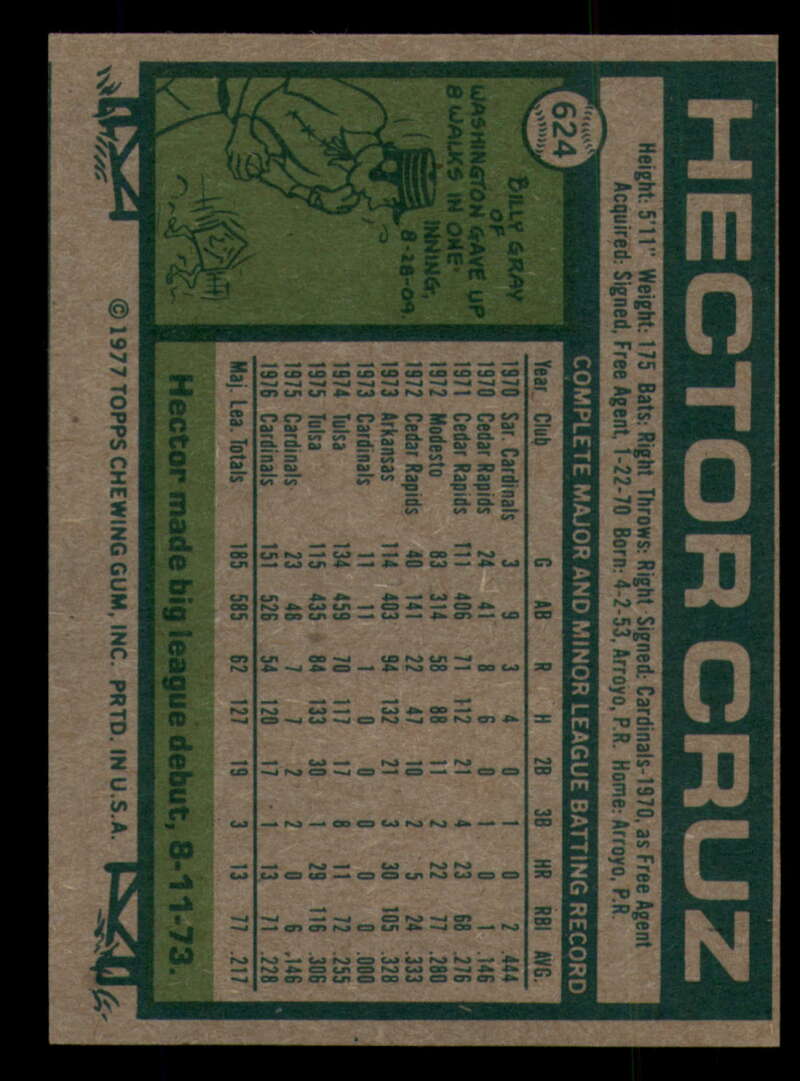 HECTOR CRUZ
Height: 5'11" Weight: 175 Bats: Right Throws: Right Signed: Cardinals-1970, as Free Agent
Acquired: Signed, Free Agent, 1-22-70 Born: 4-2-53, Arroyo, P.R. Home: Arroyo, P.R.
624
BILLY GRAY
OF
WASHINGTON GAVE UP
8 WALKS IN ONE
INNING,
8-28-09.
COMPLETE MAJOR AND MINOR LEAGUE BATTING RECORD
Year Club G AB R H 2B 3B HR RBI AVG.
1970 Sar. Cardinals 3 9 3 4 0 1 0 2 .444
1970 Cedar Rapids 24 41 8 6 0 1 0 1 .146
1971 Cedar Rapids 111 406 71 112 21 4 23 68 .276
1972 Modesto 83 314 58 88 11 2 22 77 .280
1972 Cedar Rapids 40 141 22 47 10 2 5 24 .333
1973 Arkansas 114 403 94 132 21 3 30 105 .328
1973 Cardinals 11 11 1 0 0 0 0 0 .000
1974 Tulsa 134 459 70 117 17 8 11 72 .255
1975 Tulsa 115 435 84 133 30 1 29 116 .306
1975 Cardinals 23 48 7 7 2 2 0 6 .146
1976 Cardinals 151 526 54 120 17 1 13 71 .228
Maj. Lea. Totals 185 585 62 127 19 3 13 77 .217
Hector made big league debut, 8-11-73.
©1977 TOPPS CHEWING GUM, INC. PRTD. IN U.S.A.